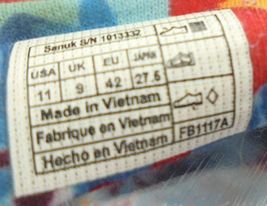 Sanuk S/N 1013332
USA UK EU JAPAN
11 9 42 27.5
Made in Vietnam
Fabrique en Vietnam
Hecho en Vietnam FB1117A